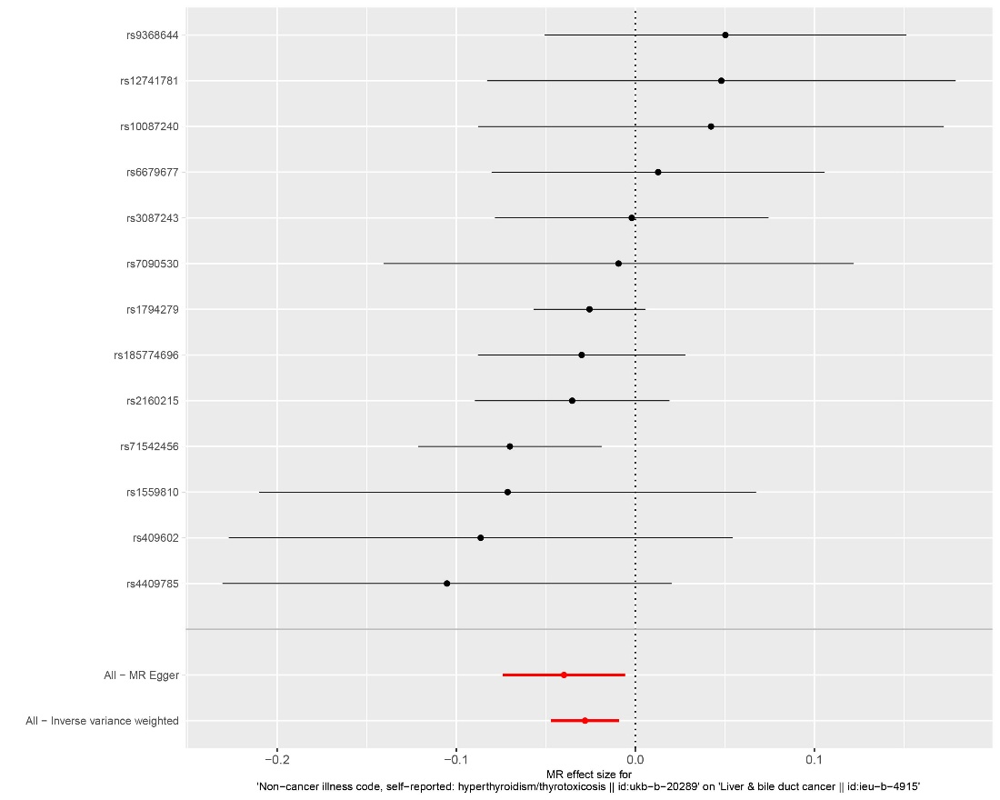 rs9368644
rs12741781
rs10087240
rs6679677
rs3087243
rs7090530
rs1794279
rs185774696
rs2160215
rs71542456
rs1559810
rs409602
rs4409785
All − MR Egger
All − Inverse variance weighted
−0.2 −0.1 0.0 0.1
MR effect size for
'Non−cancer illness code, self−reported: hyperthyroidism/thyrotoxicosis || id:ukb−b−20289' on 'Liver & bile duct cancer || id:ieu−b−4915'